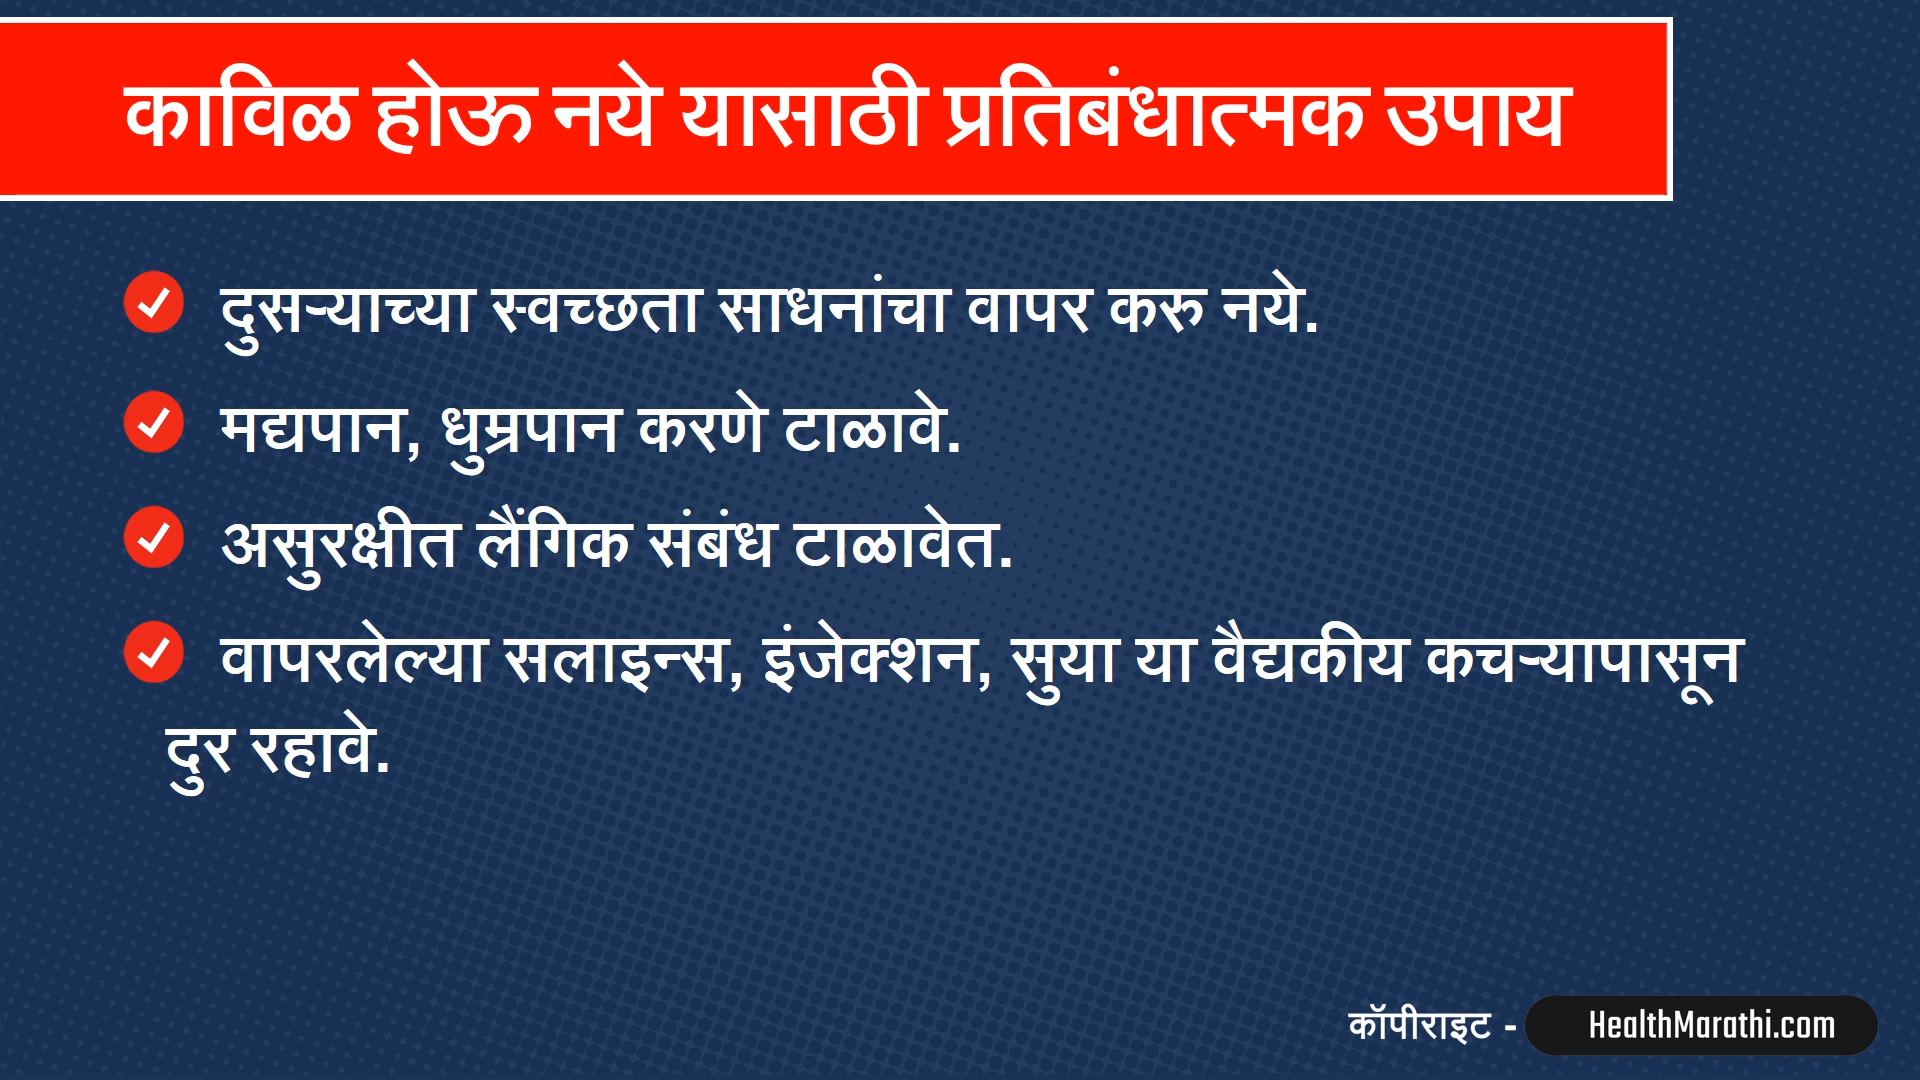 काविळ होऊ नये यासाठी प्रतिबंधात्मक उपाय
दुसऱ्याच्या स्वच्छता साधनांचा वापर करु नये.
मद्यपान, धुम्रपान करणे टाळावे.
असुरक्षीत लैंगिक संबंध टाळावेत.
वापरलेल्या सलाइन्स, इंजेक्शन, सुया या वैद्यकीय कचऱ्यापासून
दुर रहावे.
कॉपीराइट - HealthMarathi.com